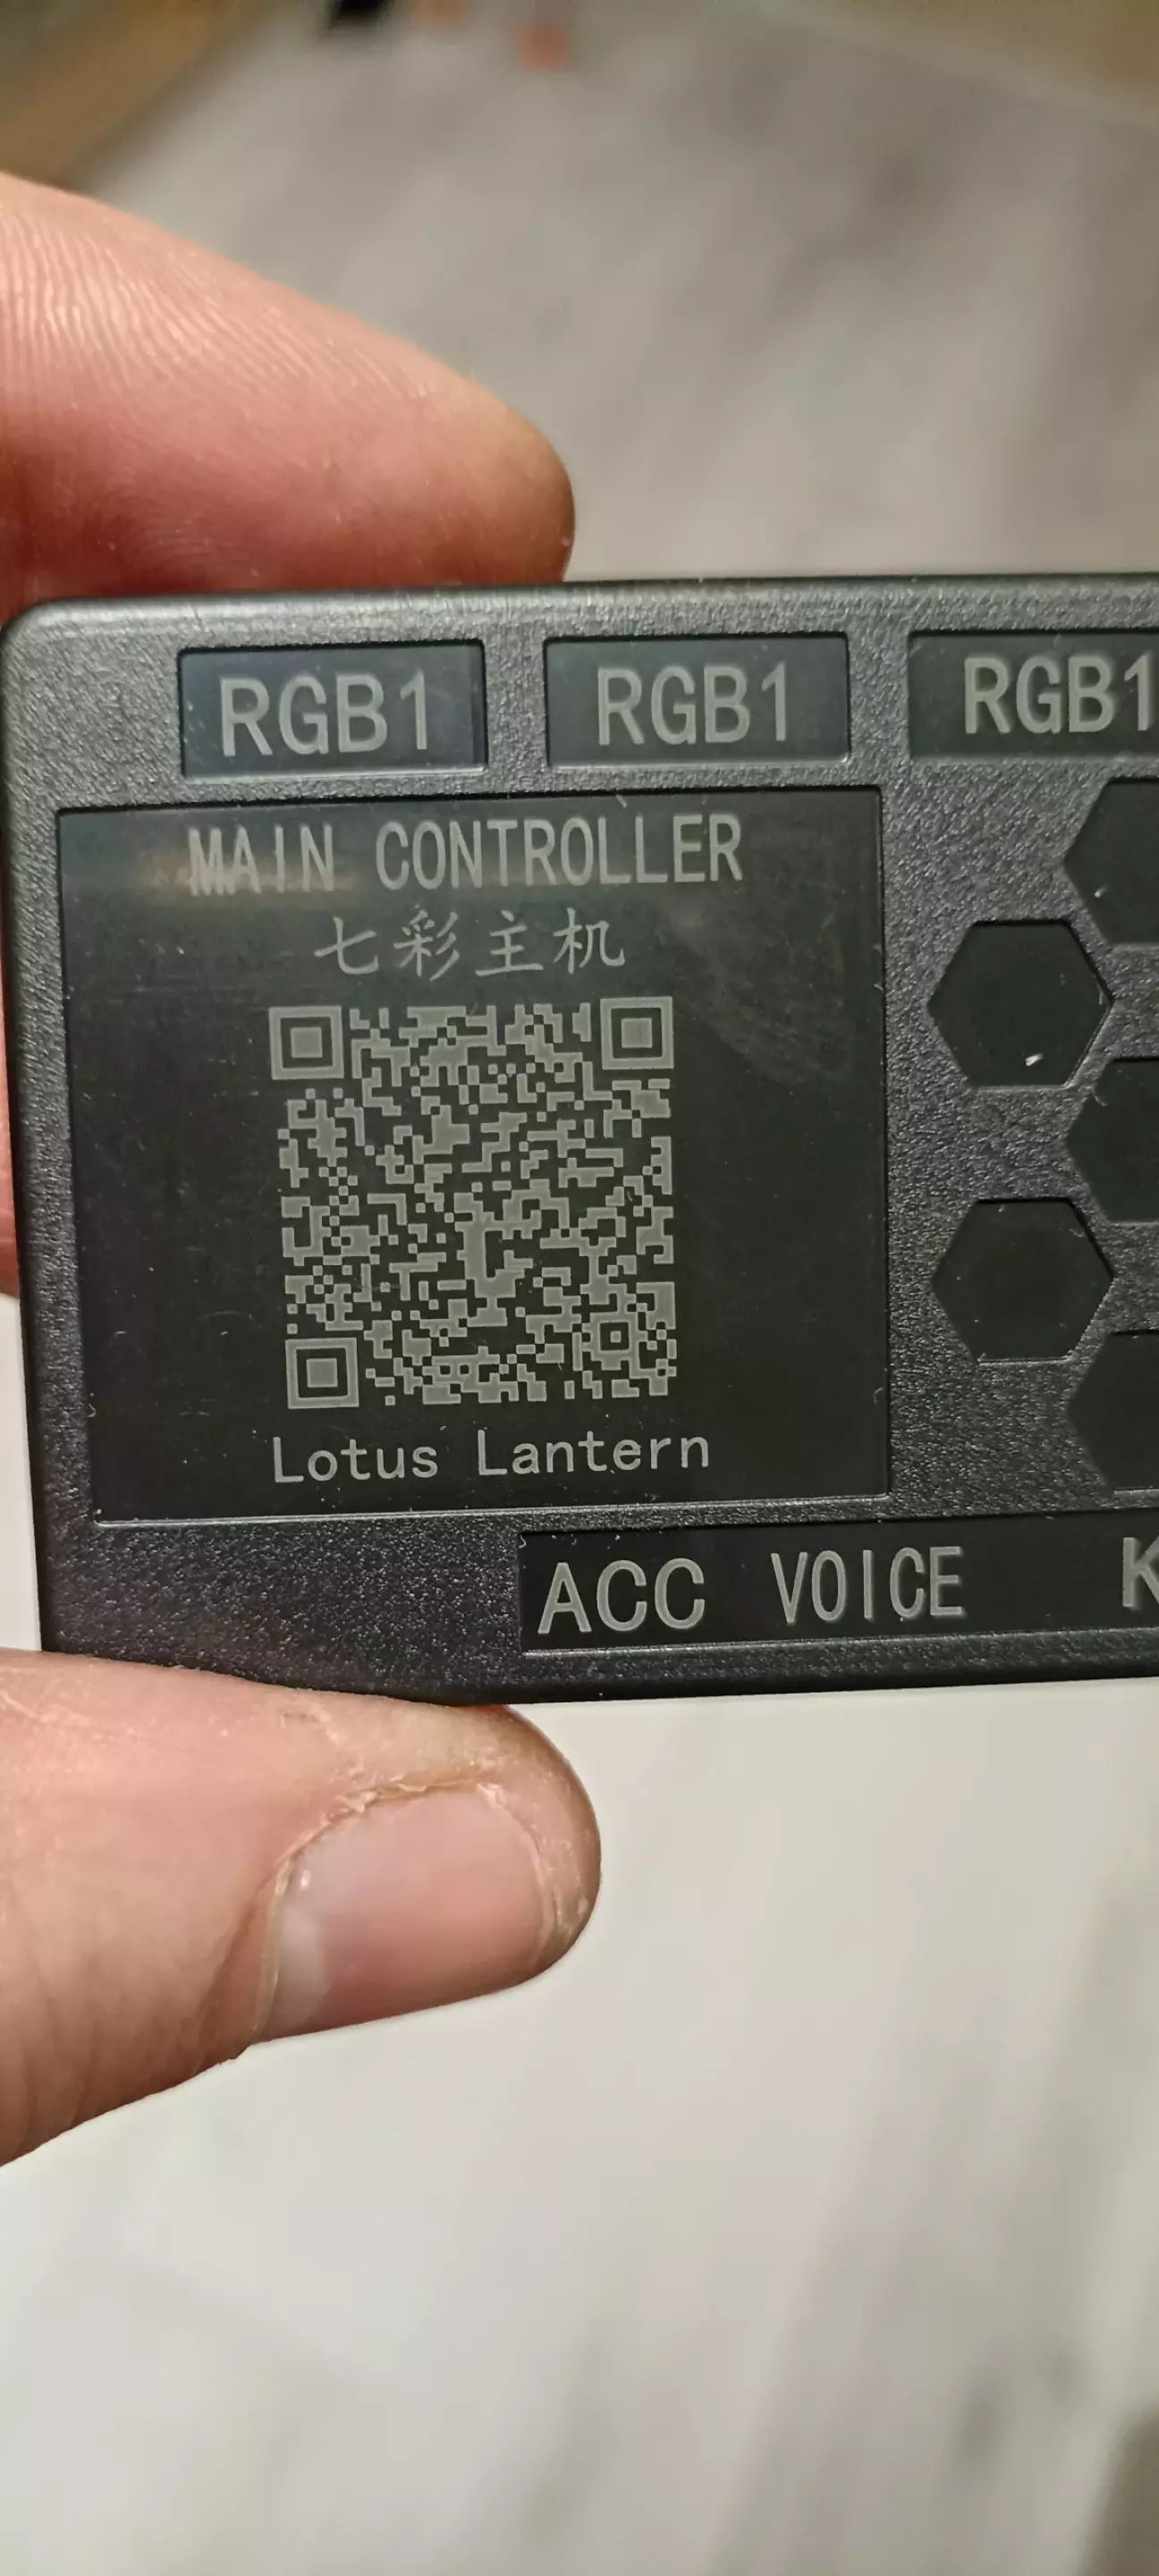 RGB1 RGB1 RGB1
MAIN CONTROLLER
七彩主机
Lotus Lantern
ACC VOICE K